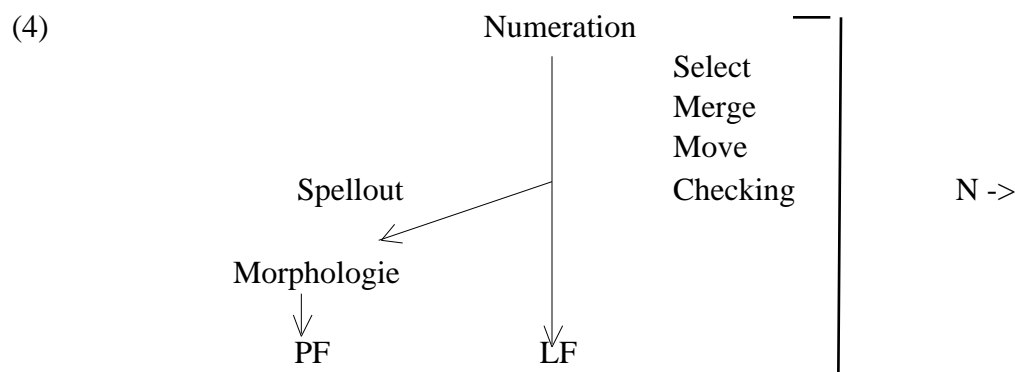 (4) Numeration
Select
Merge
Move
Spellout Checking N ->
Morphologie
PF LF